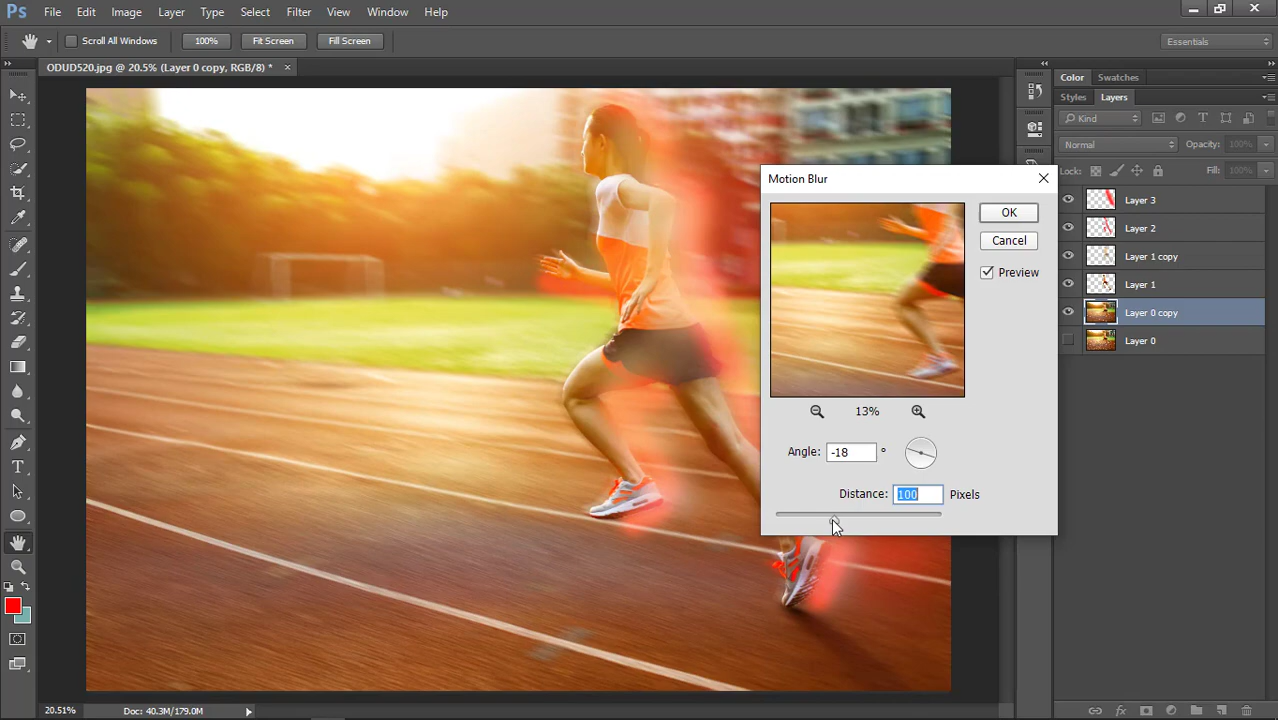 Ps File Edit Image Layer Type Select Filter View Window Help
Scroll All Windows 100% Fit Screen Fill Screen Essentials
ODUD520.jpg @ 20.5% (Layer 0 copy, RGB/8) * ×
Color Swatches
Styles Layers
Kind T
Normal Opacity: 100%
Lock: Fill: 100%
Motion Blur
OK
Cancel
Preview
13%
Angle: -18 °
Distance: 100 Pixels
Layer 3
Layer 2
Layer 1 copy
Layer 1
Layer 0 copy
Layer 0
T
20.51% Doc: 40.3M/179.0M
fx